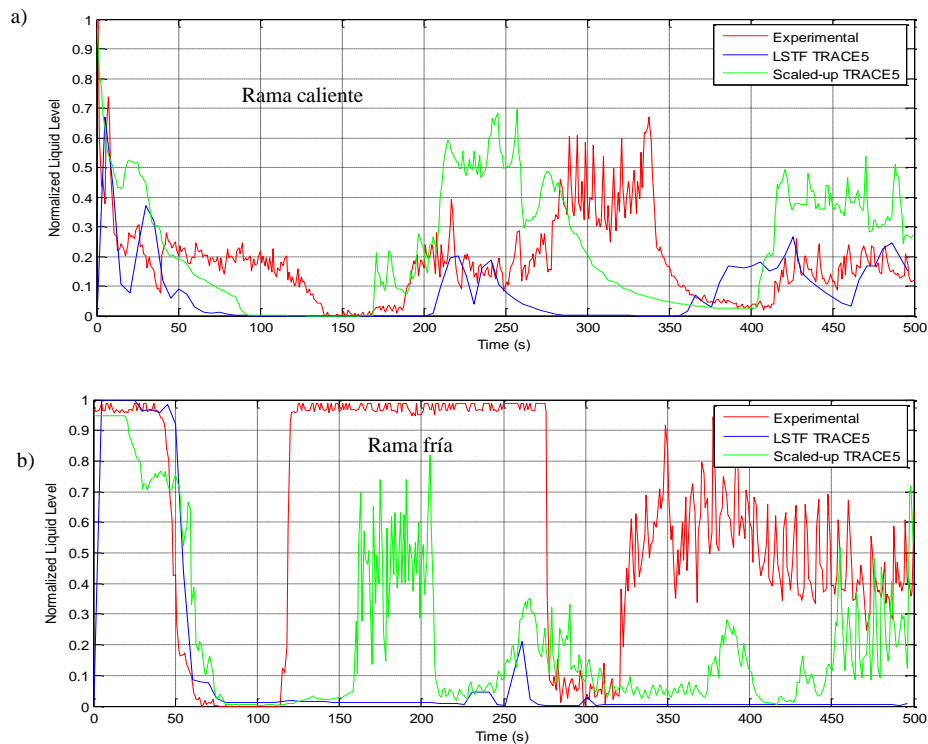 a)
1
0.9
0.8
0.7
0.6
0.5
0.4
0.3
0.2
0.1
0
Normalized Liquid Level
Rama caliente
Experimental
LSTF TRACE5
Scaled-up TRACE5
0 50 100 150 200 250 300 350 400 450 500
Time (s)
b)
1
0.9
0.8
0.7
0.6
0.5
0.4
0.3
0.2
0.1
0
Normalized Liquid Level
Rama fría
Experimental
LSTF TRACE5
Scaled-up TRACE5
0 50 100 150 200 250 300 350 400 450 500
Time (s)